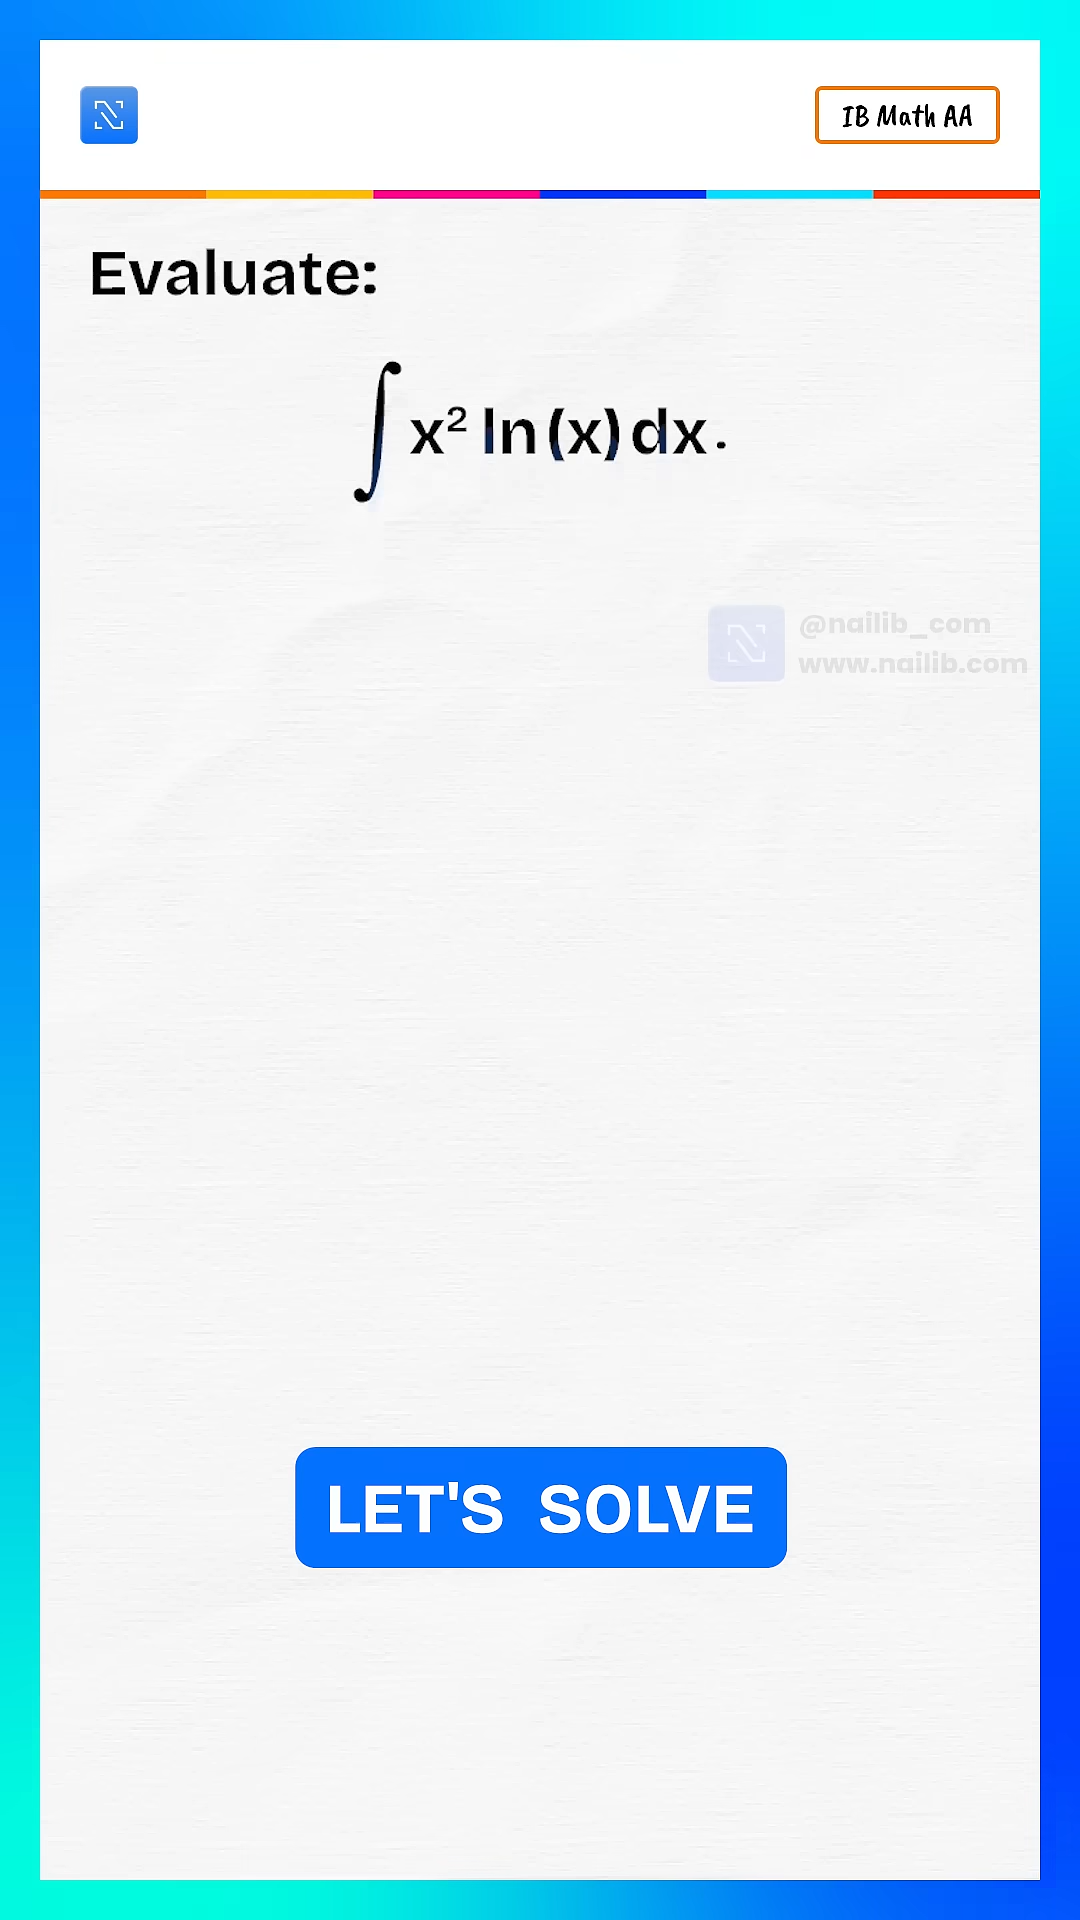 IB Math AA
Evaluate:
∫ x² ln(x) dx.
@nailib_com
www.nailib.com
LET'S SOLVE